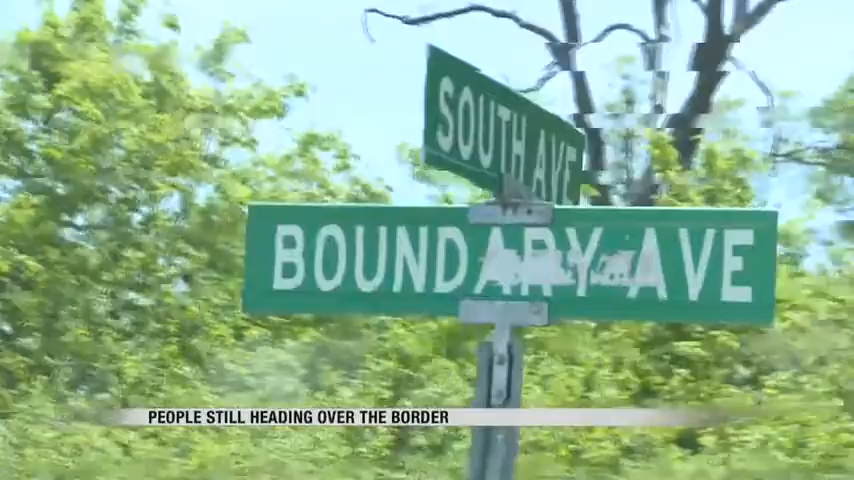 SOUTH AVE
BOUNDARY AVE
PEOPLE STILL HEADING OVER THE BORDER